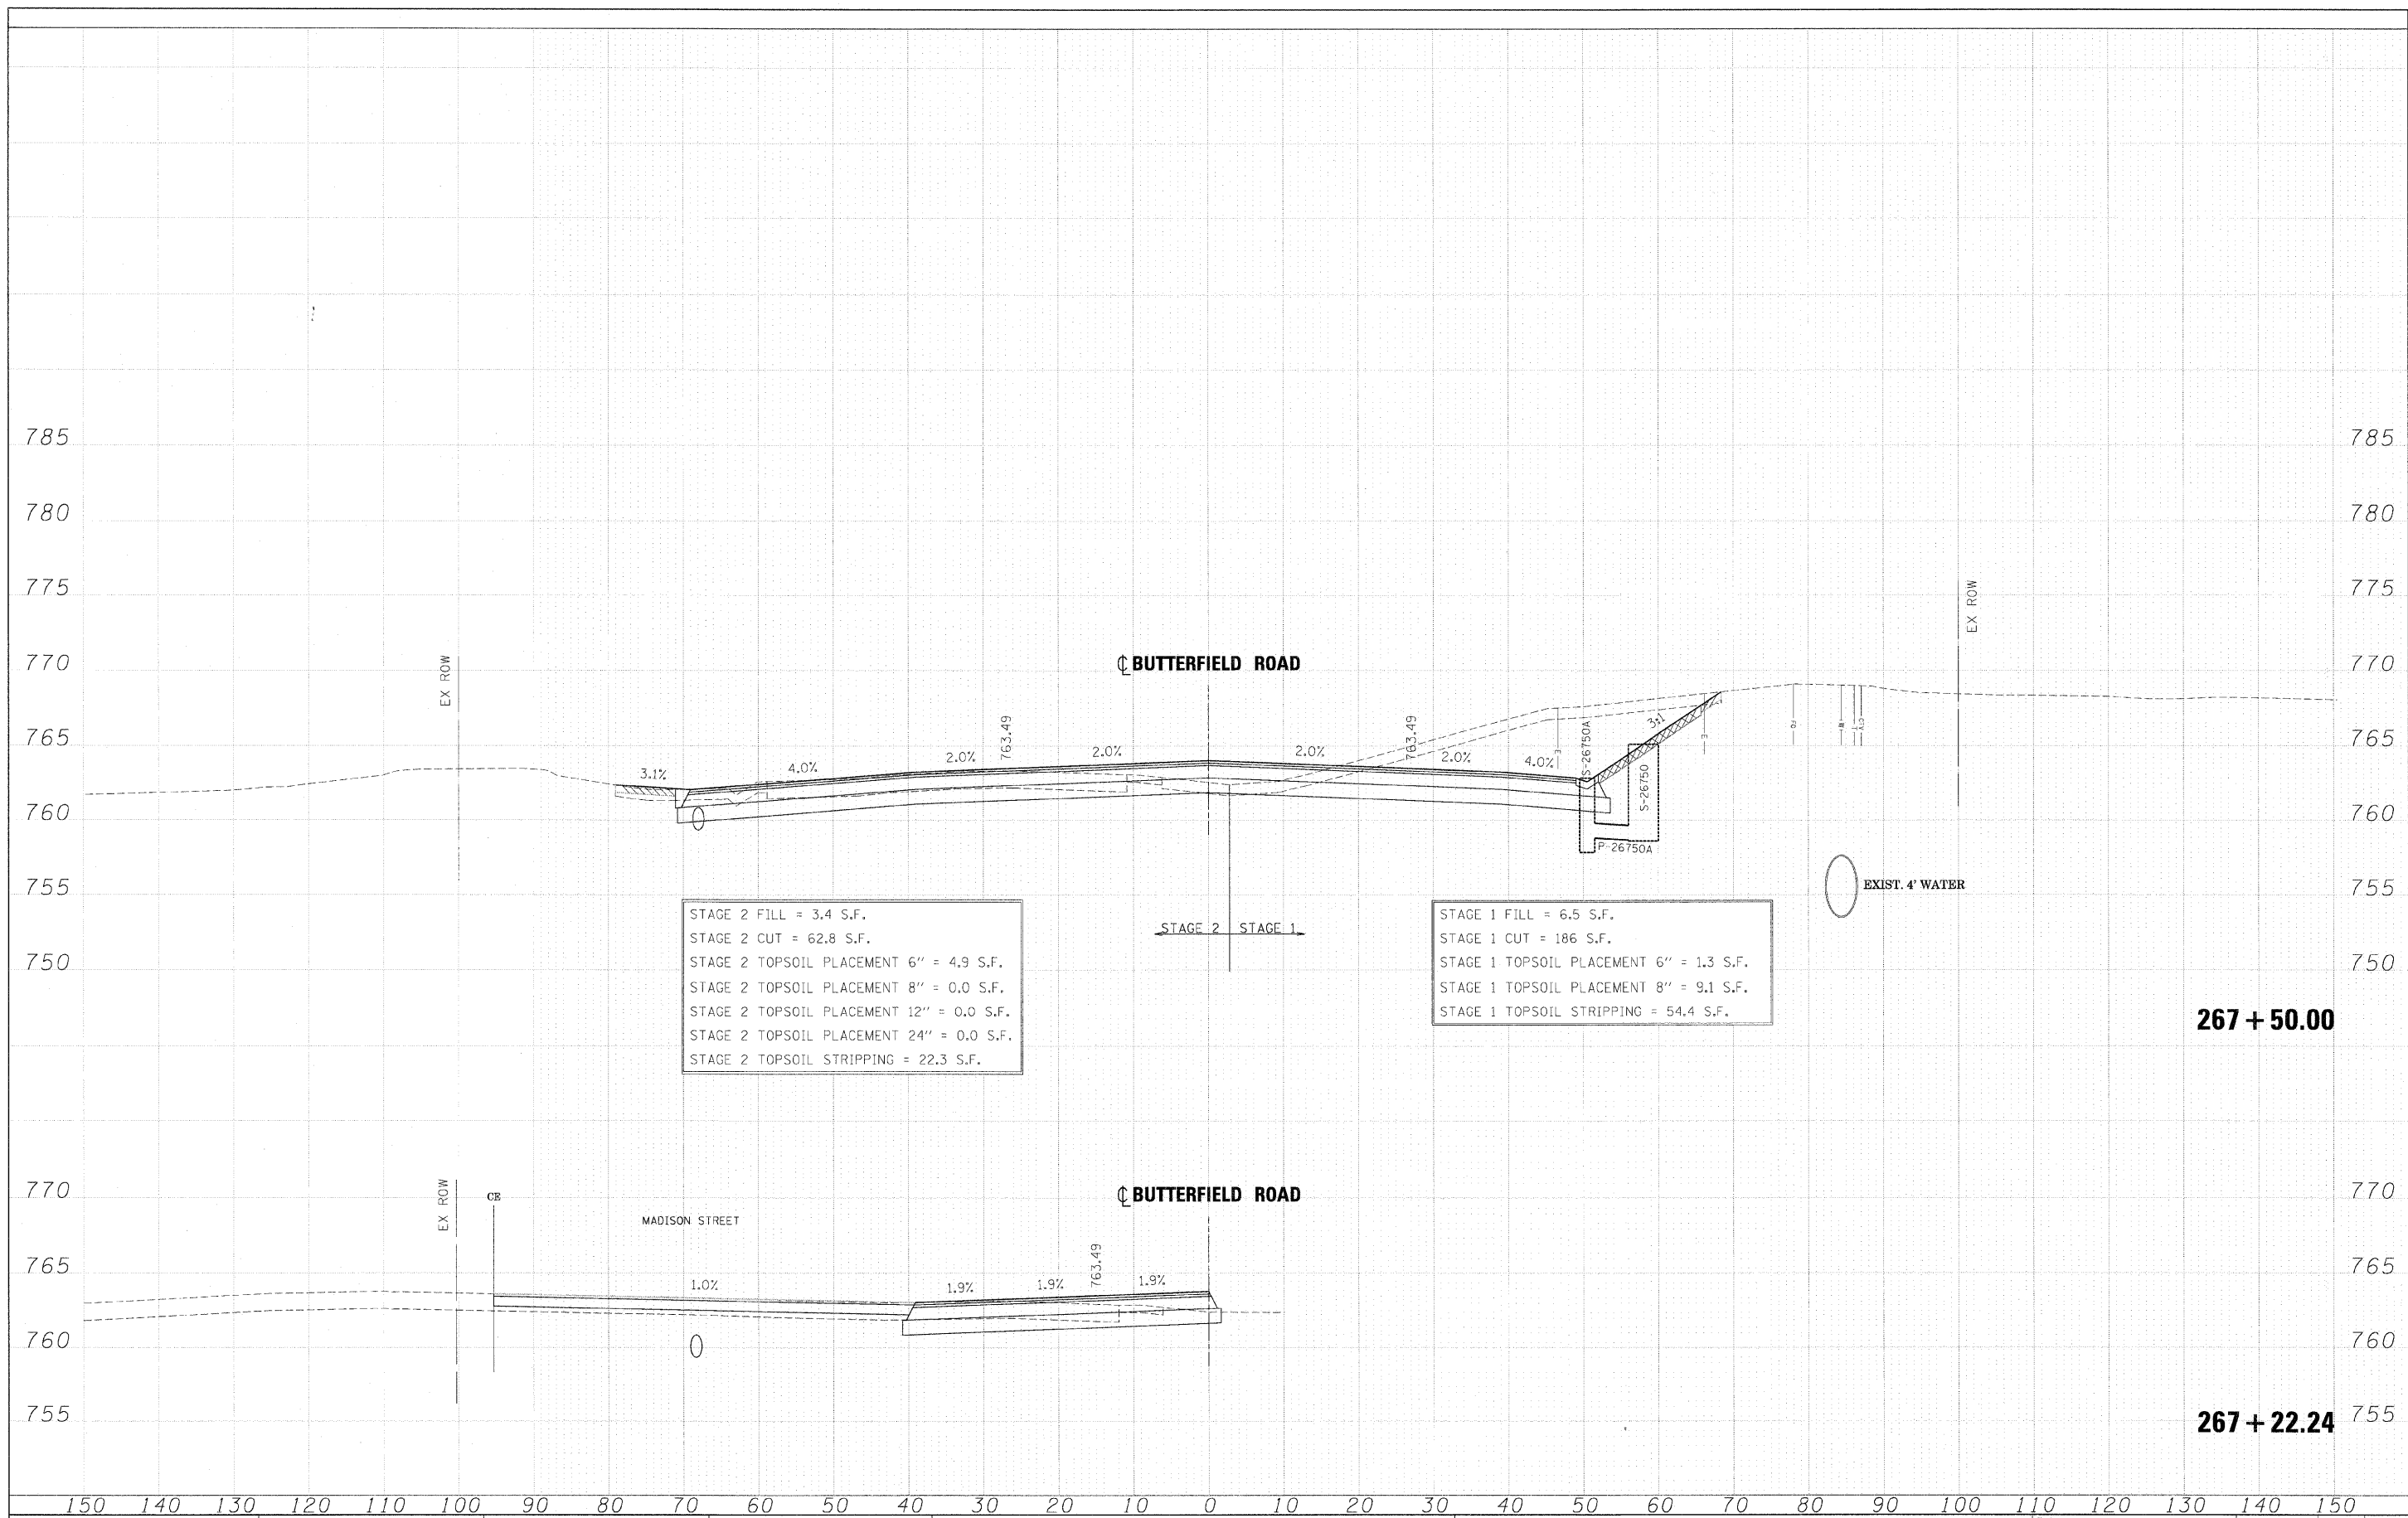 785 785
780 780
775 775
EX ROW
770 ℄ BUTTERFIELD ROAD 770
EX ROW
765 763.49 763.49 765
3.1% 4.0% 2.0% 2.0% 2.0% 2.0% 4.0% 3:1
S-26750A
S-26750
760 760
P-26750A
755 EXIST. 4' WATER 755
STAGE 2 STAGE 1
STAGE 2 FILL = 3.4 S.F.
STAGE 2 CUT = 62.8 S.F.
STAGE 2 TOPSOIL PLACEMENT 6" = 4.9 S.F.
STAGE 2 TOPSOIL PLACEMENT 8" = 0.0 S.F.
STAGE 2 TOPSOIL PLACEMENT 12" = 0.0 S.F.
STAGE 2 TOPSOIL PLACEMENT 24" = 0.0 S.F.
STAGE 2 TOPSOIL STRIPPING = 22.3 S.F.
STAGE 1 FILL = 6.5 S.F.
STAGE 1 CUT = 186 S.F.
STAGE 1 TOPSOIL PLACEMENT 6" = 1.3 S.F.
STAGE 1 TOPSOIL PLACEMENT 8" = 9.1 S.F.
STAGE 1 TOPSOIL STRIPPING = 54.4 S.F.
750 750
267+50.00
770 EX ROW CE ℄ BUTTERFIELD ROAD 770
MADISON STREET
765 763.49 765
1.0% 1.9% 1.9% 1.9%
760 760
755 267+22.24 755
150 140 130 120 110 100 90 80 70 60 50 40 30 20 10 0 10 20 30 40 50 60 70 80 90 100 110 120 130 140 150